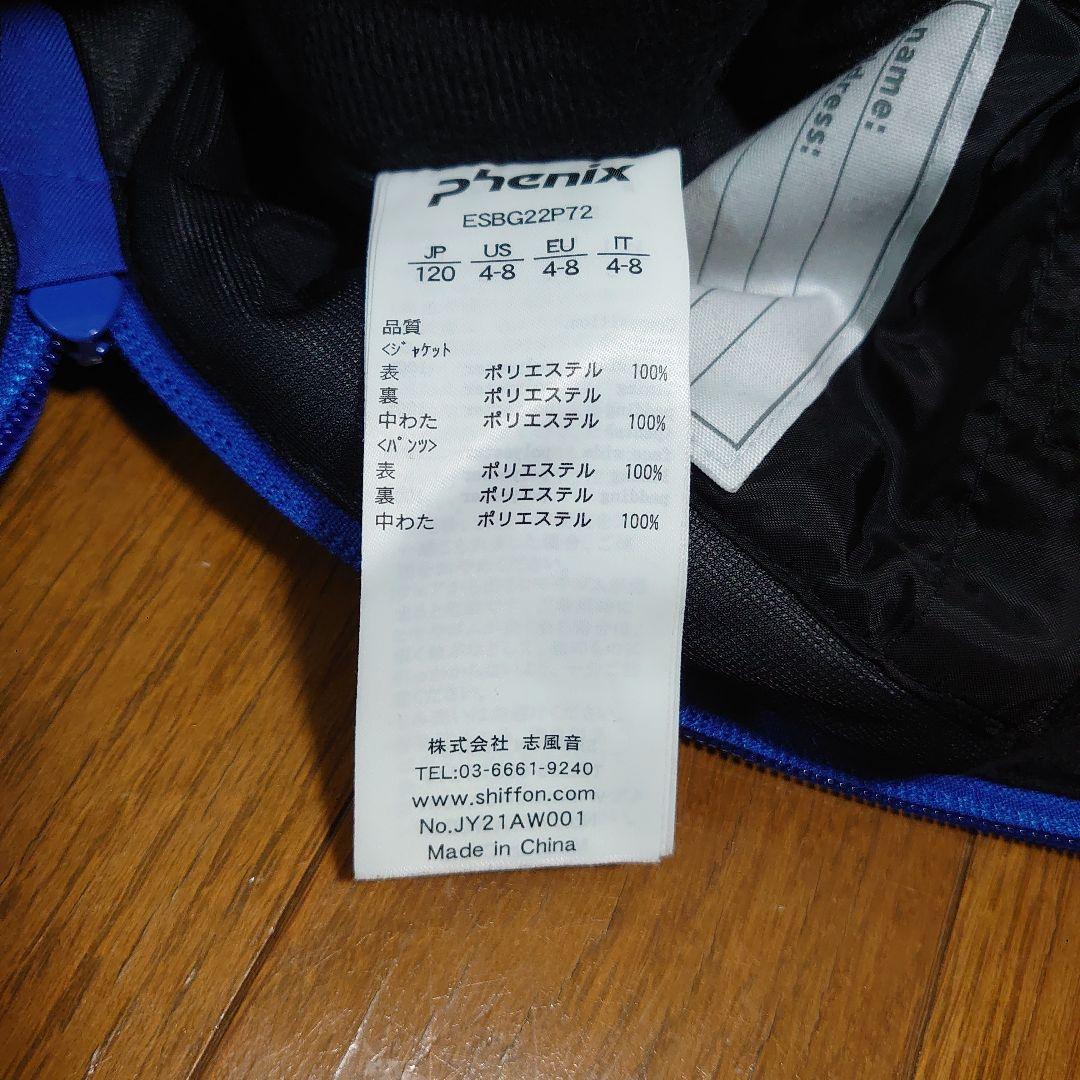 phenix
ESBG22P72
JP US EU IT
120 4-8 4-8 4-8
品質
<ジャケット
表 ポリエステル 100%
裏 ポリエステル
中わた ポリエステル 100%
<パンツ>
表 ポリエステル 100%
裏 ポリエステル
中わた ポリエステル 100%
株式会社 志風音
TEL:03-6661-9240
www.shiffon.com
No.JY21AW001
Made in China
name:
dress: